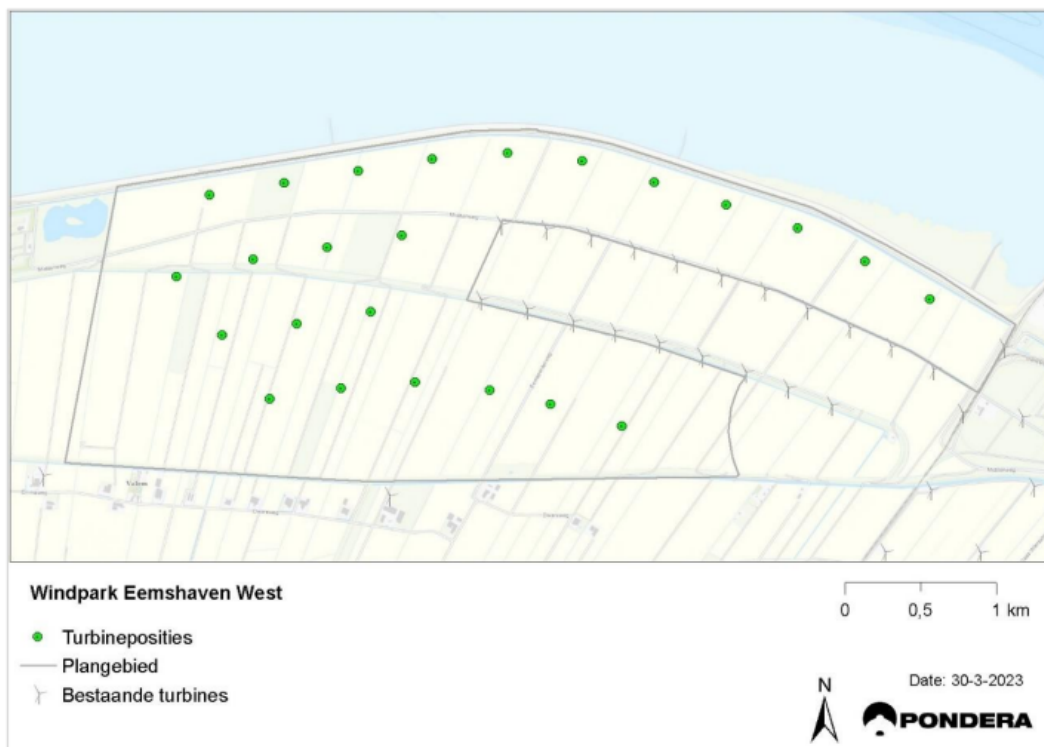 Windpark Eemshaven West
Turbineposities
Plangebied
Bestaande turbines
0 0,5 1 km
Date: 30-3-2023
N
PONDERA